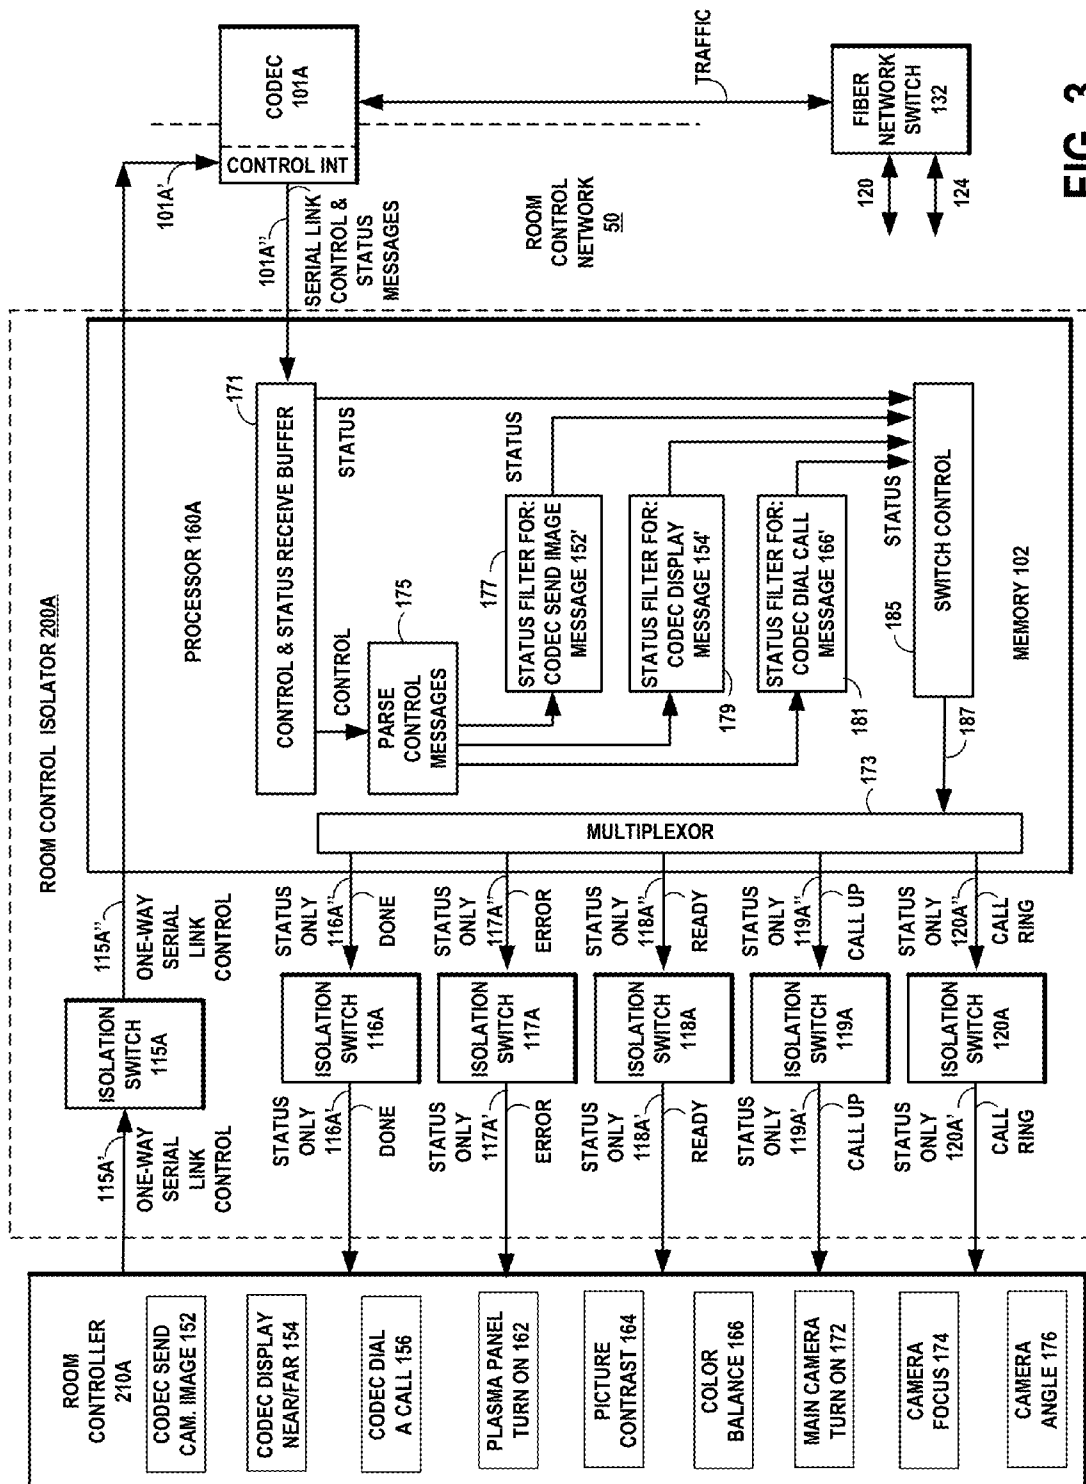 ROOM
CONTROLLER
210A
CODEC SEND
CAM. IMAGE 152
CODEC DISPLAY
NEAR/FAR 154
CODEC DIAL
A CALL 156
PLASMA PANEL
TURN ON 162
PICTURE
CONTRAST 164
COLOR
BALANCE 166
MAIN CAMERA
TURN ON 172
CAMERA
FOCUS 174
CAMERA
ANGLE 176
ROOM CONTROL ISOLATOR 200A
115A'
ONE-WAY
SERIAL
LINK
CONTROL
ISOLATION
SWITCH
115A
115A"
ONE-WAY
SERIAL
LINK
CONTROL
STATUS
ONLY
116A'
DONE
ISOLATION
SWITCH
116A
STATUS
ONLY
116A"
DONE
STATUS
ONLY
117A'
ERROR
ISOLATION
SWITCH
117A
STATUS
ONLY
117A"
ERROR
STATUS
ONLY
118A'
READY
ISOLATION
SWITCH
118A
STATUS
ONLY
118A"
READY
STATUS
ONLY
119A'
CALL UP
ISOLATION
SWITCH
119A
STATUS
ONLY
119A"
CALL UP
STATUS
ONLY
120A'
CALL
RING
ISOLATION
SWITCH
120A
STATUS
ONLY
120A"
CALL
RING
PROCESSOR 160A
MULTIPLEXOR
173
CONTROL & STATUS RECEIVE BUFFER
171
CONTROL
STATUS
PARSE
CONTROL
MESSAGES
175
STATUS FILTER FOR:
CODEC SEND IMAGE
MESSAGE 152'
177
STATUS
STATUS FILTER FOR:
CODEC DISPLAY
MESSAGE 154'
179
STATUS FILTER FOR:
CODEC DIAL CALL
MESSAGE 166'
181
STATUS
185
SWITCH CONTROL
187
MEMORY 102
101A'
101A"
SERIAL LINK
CONTROL &
STATUS
MESSAGES
CONTROL INT
CODEC
101A
ROOM
CONTROL
NETWORK
50
TRAFFIC
FIBER
NETWORK
SWITCH
132
120
124
FIG. 3